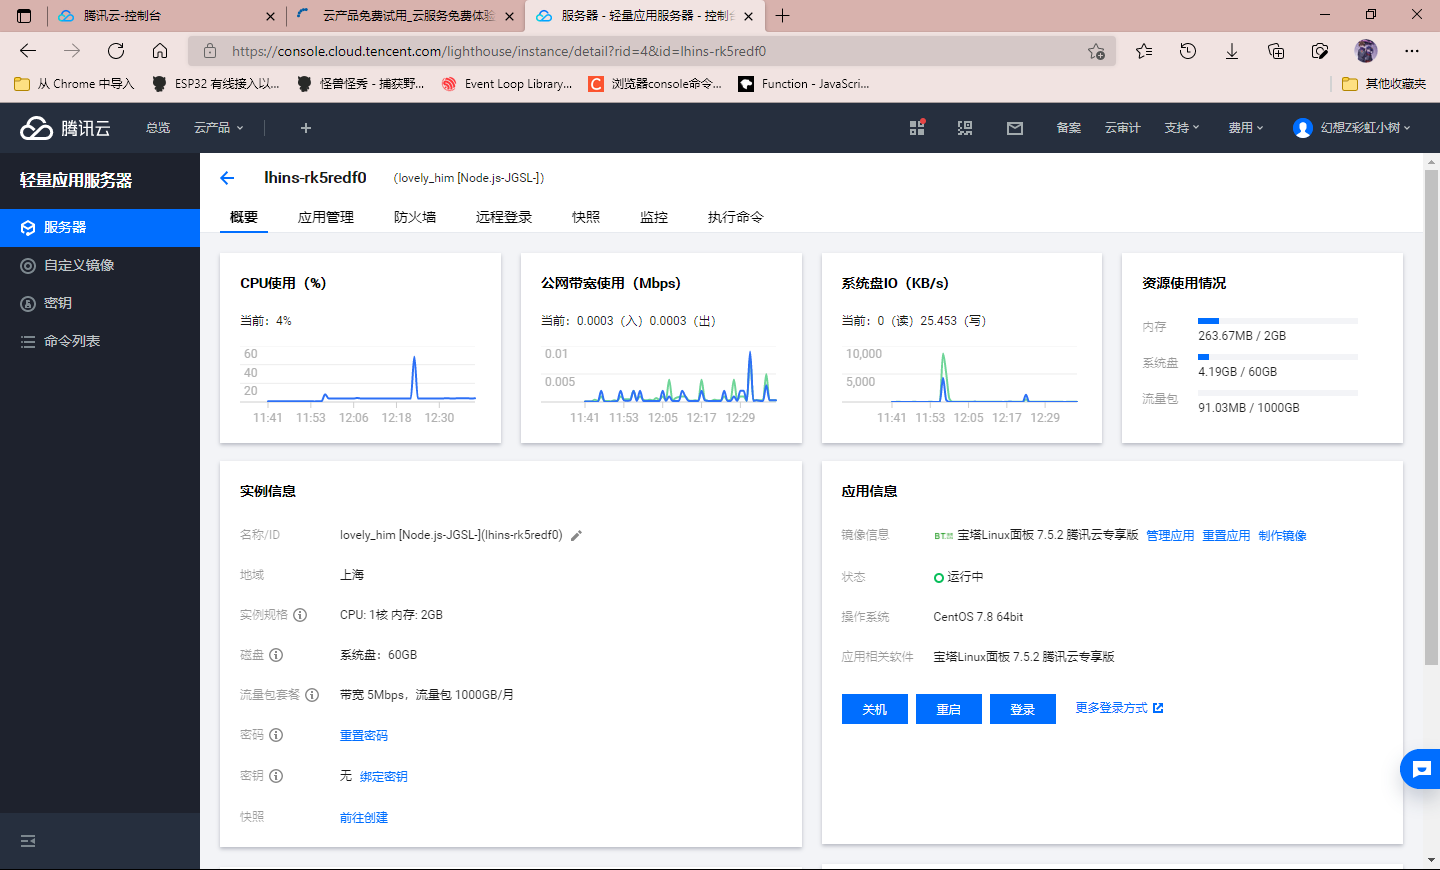 腾讯云-控制台
云产品免费试用_云服务免费体验
服务器 - 轻量应用服务器 - 控制台
https://console.cloud.tencent.com/lighthouse/instance/detail?rid=4&id=lhins-rk5redf0
从 Chrome 中导入
ESP32 有线接入以...
怪兽怪秀 - 捕获野...
Event Loop Library...
浏览器console命令...
Function - JavaScri...
其他收藏夹
腾讯云
总览
云产品
备案
云审计
支持
费用
幻想Z彩虹小树
轻量应用服务器
服务器
自定义镜像
密钥
命令列表
lhins-rk5redf0
(lovely_him [Node.js-JGSL-])
概要
应用管理
防火墙
远程登录
快照
监控
执行命令
CPU使用（%）
当前：4%
60
40
20
11:41 11:53 12:06 12:18 12:30
公网带宽使用（Mbps）
当前：0.0003（入）0.0003（出）
0.01
0.005
11:41 11:53 12:05 12:17 12:29
系统盘IO（KB/s）
当前：0（读）25.453（写）
10,000
5,000
11:41 11:53 12:05 12:17 12:29
资源使用情况
内存
263.67MB / 2GB
系统盘
4.19GB / 60GB
流量包
91.03MB / 1000GB
实例信息
名称/ID
lovely_him [Node.js-JGSL-](lhins-rk5redf0)
地域
上海
实例规格
CPU: 1核 内存: 2GB
磁盘
系统盘：60GB
流量包套餐
带宽 5Mbps，流量包 1000GB/月
密码
重置密码
密钥
无 绑定密钥
快照
前往创建
应用信息
镜像信息
宝塔Linux面板 7.5.2 腾讯云专享版 管理应用 重置应用 制作镜像
状态
运行中
操作系统
CentOS 7.8 64bit
应用相关软件
宝塔Linux面板 7.5.2 腾讯云专享版
关机
重启
登录
更多登录方式